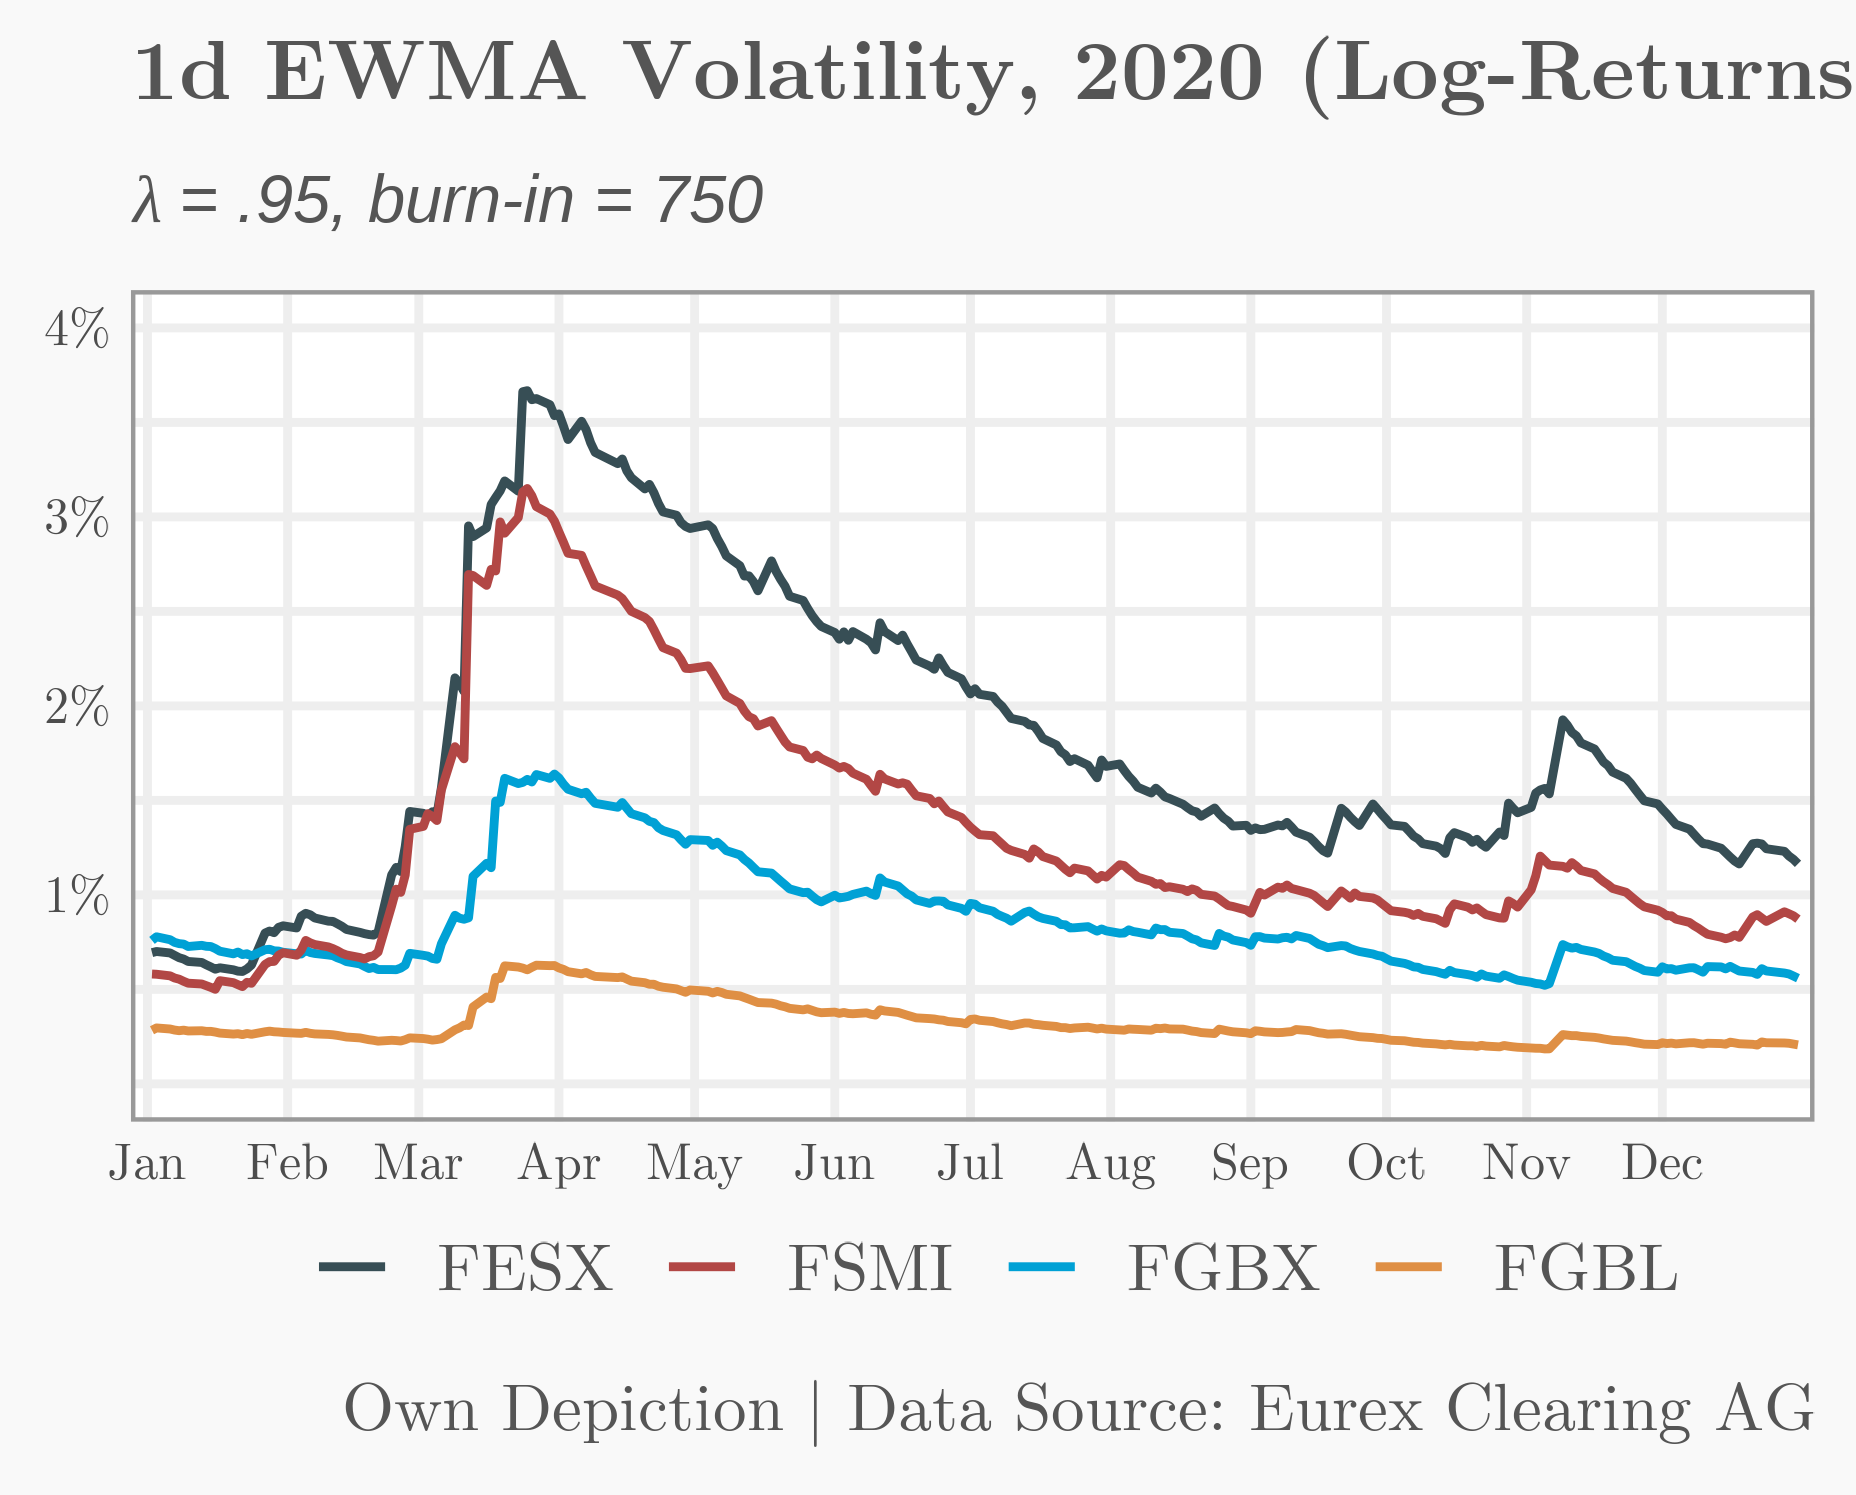 1d EWMA Volatility, 2020 (Log-Returns
λ = .95, burn-in = 750
4%
3%
2%
1%
Jan Feb Mar Apr May Jun Jul Aug Sep Oct Nov Dec
FESX FSMI FGBX FGBL
Own Depiction | Data Source: Eurex Clearing AG